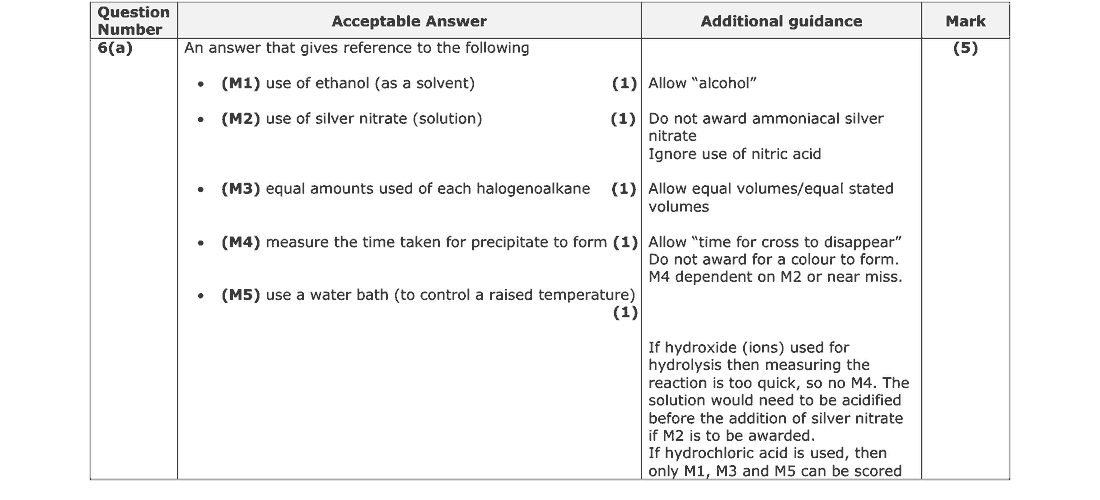 Question Number
Acceptable Answer
Additional guidance
Mark
6(a)
An answer that gives reference to the following
(5)
• (M1) use of ethanol (as a solvent) (1)
Allow “alcohol”
• (M2) use of silver nitrate (solution) (1)
Do not award ammoniacal silver
nitrate
Ignore use of nitric acid
• (M3) equal amounts used of each halogenoalkane (1)
Allow equal volumes/equal stated
volumes
• (M4) measure the time taken for precipitate to form (1)
Allow “time for cross to disappear”
Do not award for a colour to form.
M4 dependent on M2 or near miss.
• (M5) use a water bath (to control a raised temperature)
(1)
If hydroxide (ions) used for
hydrolysis then measuring the
reaction is too quick, so no M4. The
solution would need to be acidified
before the addition of silver nitrate
if M2 is to be awarded.
If hydrochloric acid is used, then
only M1, M3 and M5 can be scored